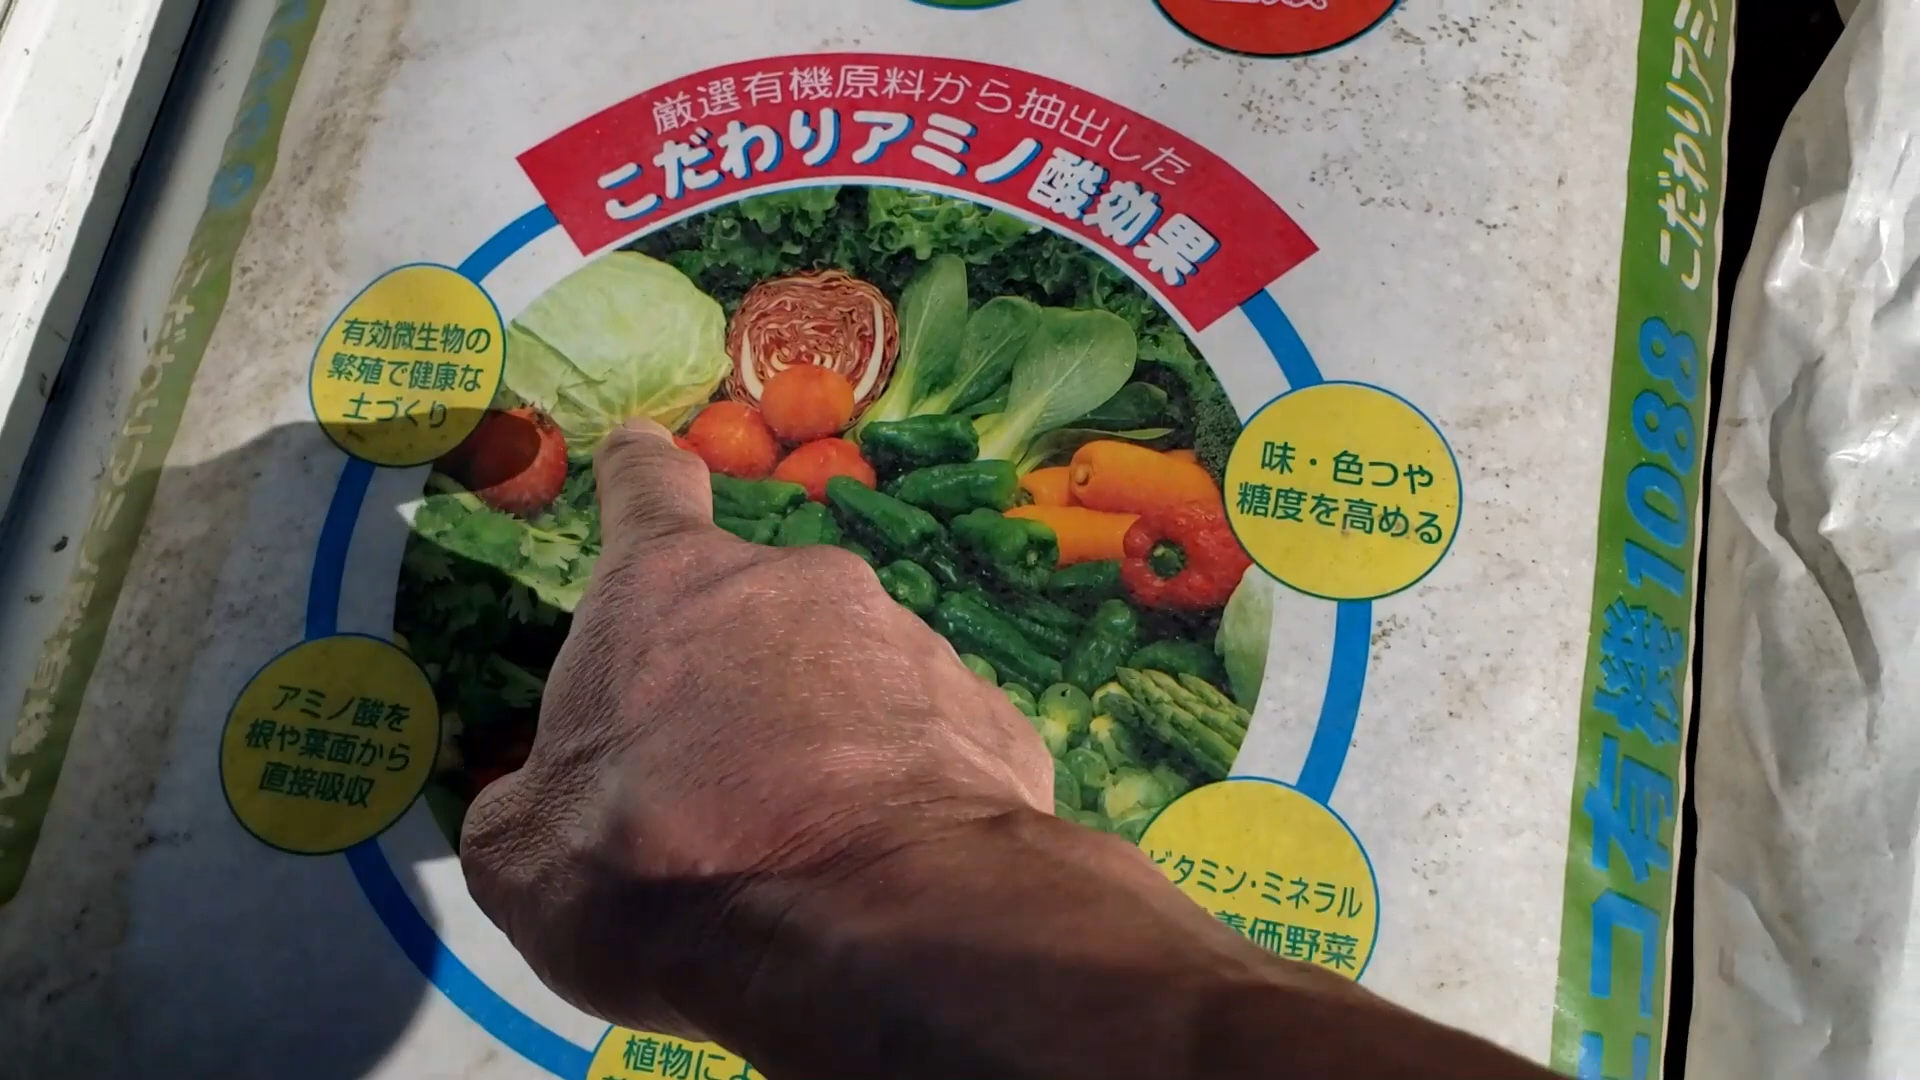 厳選有機原料から抽出した
こだわりアミノ酸効果
有効微生物の
繁殖で健康な
土づくり
味・色つや
糖度を高める
アミノ酸を
根や葉面から
直接吸収
ビタミン・ミネラル
養価野菜
植物によ
コ有機1088 こだわりアミ